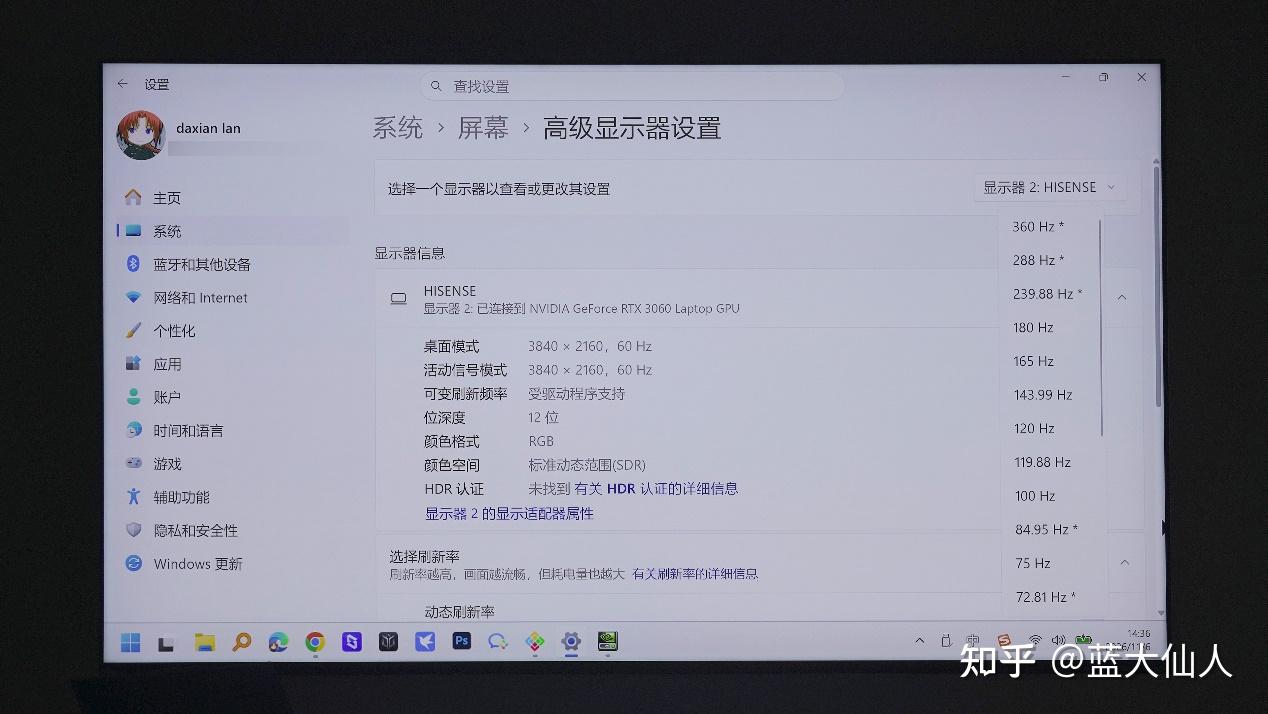 设置
查找设置
daxian lan
系统 › 屏幕 › 高级显示器设置
选择一个显示器以查看或更改其设置
显示器 2: HISENSE
主页
系统
蓝牙和其他设备
网络和 Internet
个性化
应用
账户
时间和语言
游戏
辅助功能
隐私和安全性
Windows 更新
显示器信息
HISENSE
显示器 2: 已连接到 NVIDIA GeForce RTX 3060 Laptop GPU
桌面模式 3840 × 2160，60 Hz
活动信号模式 3840 × 2160，60 Hz
可变刷新频率 受驱动程序支持
位深度 12 位
颜色格式 RGB
颜色空间 标准动态范围(SDR)
HDR 认证 未找到 有关 HDR 认证的详细信息
显示器 2 的显示适配器属性
选择刷新率
刷新率越高，画面越流畅，但耗电量也越大 有关刷新率的详细信息
动态刷新率
360 Hz *
288 Hz *
239.88 Hz *
180 Hz
165 Hz
143.99 Hz
120 Hz
119.88 Hz
100 Hz
84.95 Hz *
75 Hz
72.81 Hz *
Ps
中
14:36
知乎 @蓝大仙人